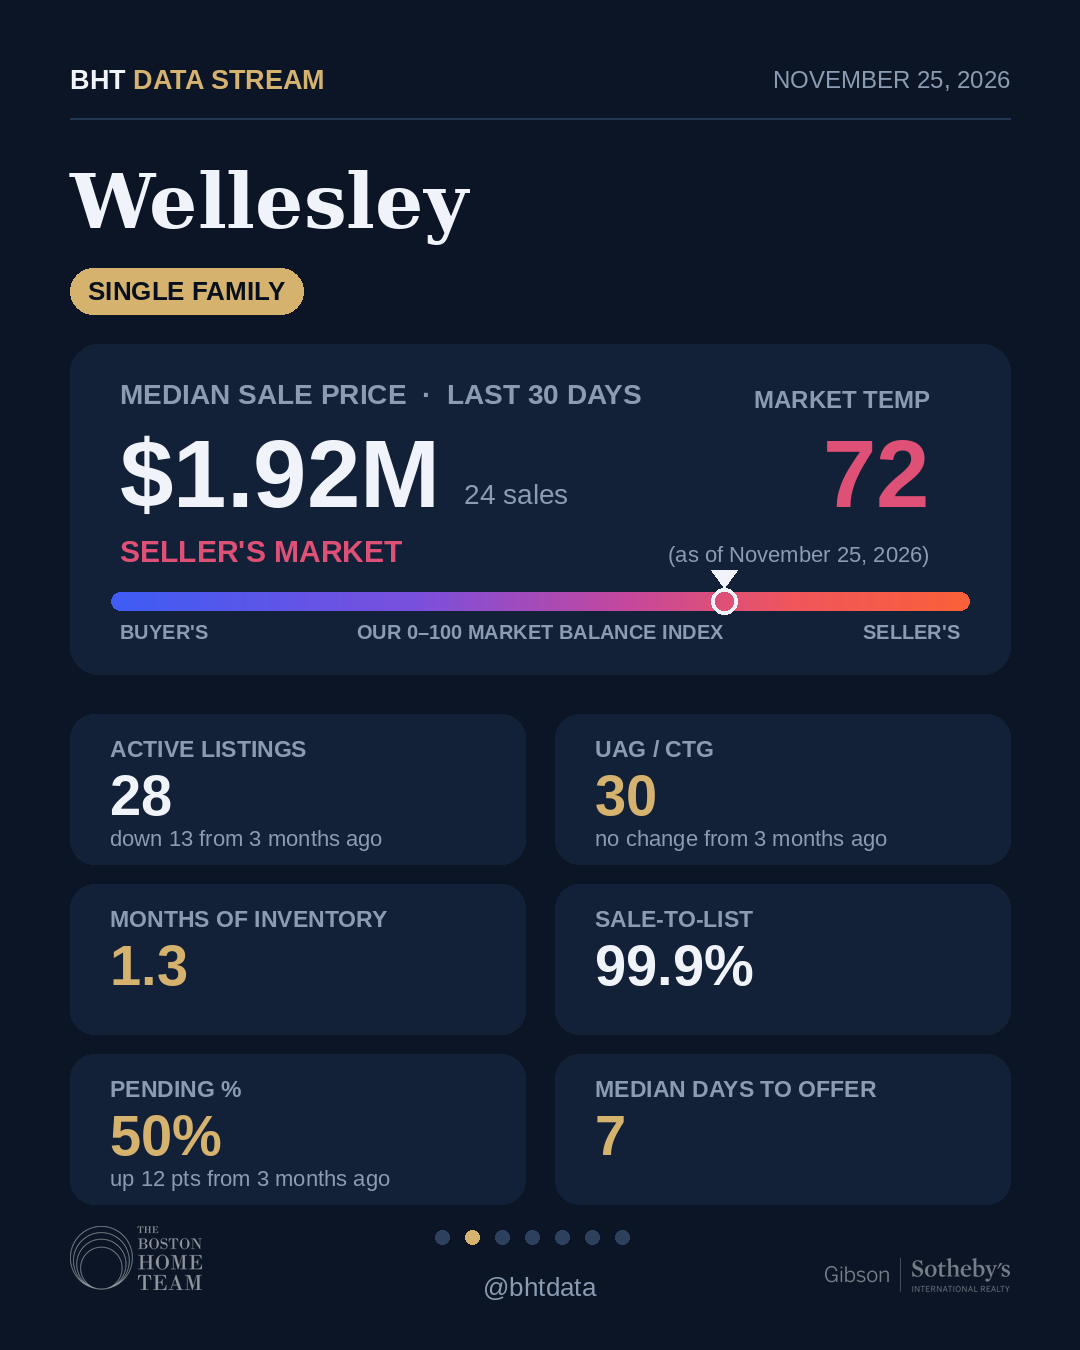 BHT DATA STREAM
NOVEMBER 25, 2026
Wellesley
SINGLE FAMILY
MEDIAN SALE PRICE · LAST 30 DAYS
MARKET TEMP
$1.92M 24 sales
72
SELLER'S MARKET
(as of November 25, 2026)
BUYER'S
OUR 0–100 MARKET BALANCE INDEX
SELLER'S
ACTIVE LISTINGS
28
down 13 from 3 months ago
UAG / CTG
30
no change from 3 months ago
MONTHS OF INVENTORY
1.3
SALE-TO-LIST
99.9%
PENDING %
50%
up 12 pts from 3 months ago
MEDIAN DAYS TO OFFER
7
THE
BOSTON
HOME
TEAM
@bhtdata
Gibson
Sotheby's
INTERNATIONAL REALTY